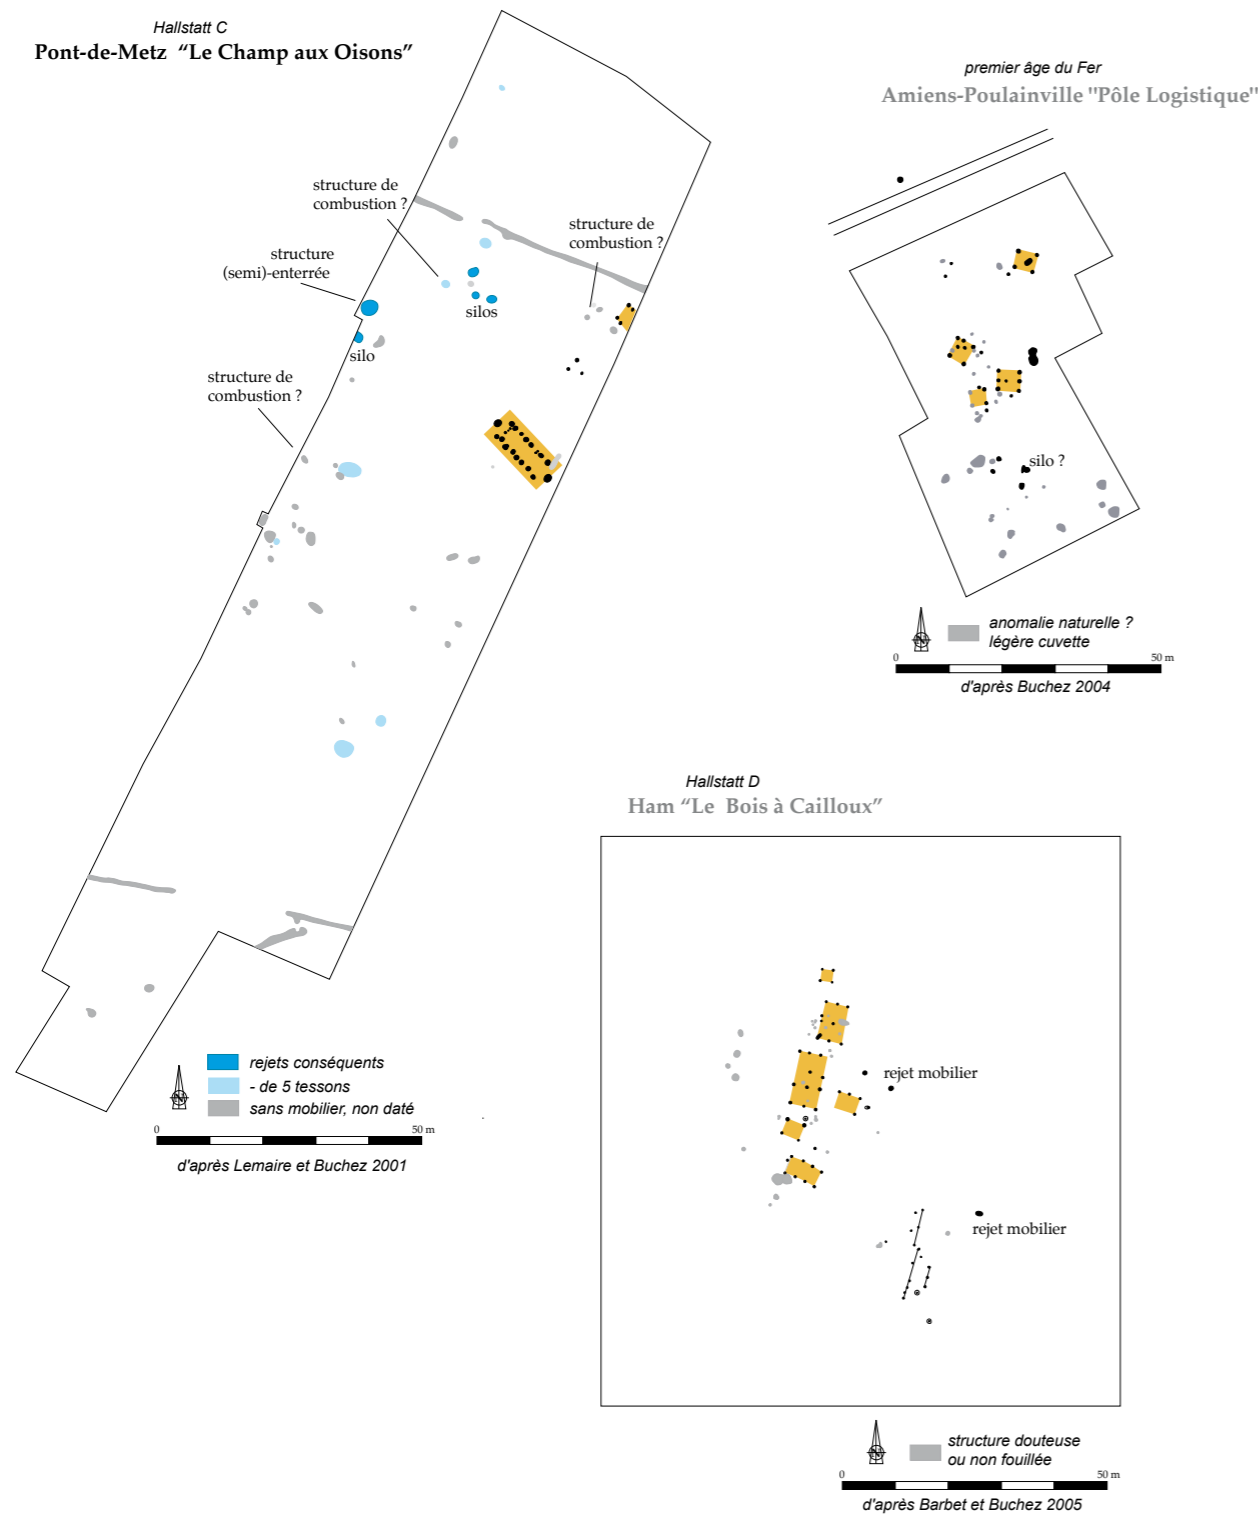 Hallstatt C
Pont-de-Metz “Le Champ aux Oisons”
structure de
combustion ?
structure de
combustion ?
structure
(semi)-enterrée
silos
silo
structure de
combustion ?
rejets conséquents
- de 5 tessons
sans mobilier, non daté
0 50 m
d'après Lemaire et Buchez 2001
premier âge du Fer
Amiens-Poulainville "Pôle Logistique"
silo ?
anomalie naturelle ?
légère cuvette
0 50 m
d'après Buchez 2004
Hallstatt D
Ham “Le Bois à Cailloux”
rejet mobilier
rejet mobilier
structure douteuse
ou non fouillée
0 50 m
d'après Barbet et Buchez 2005